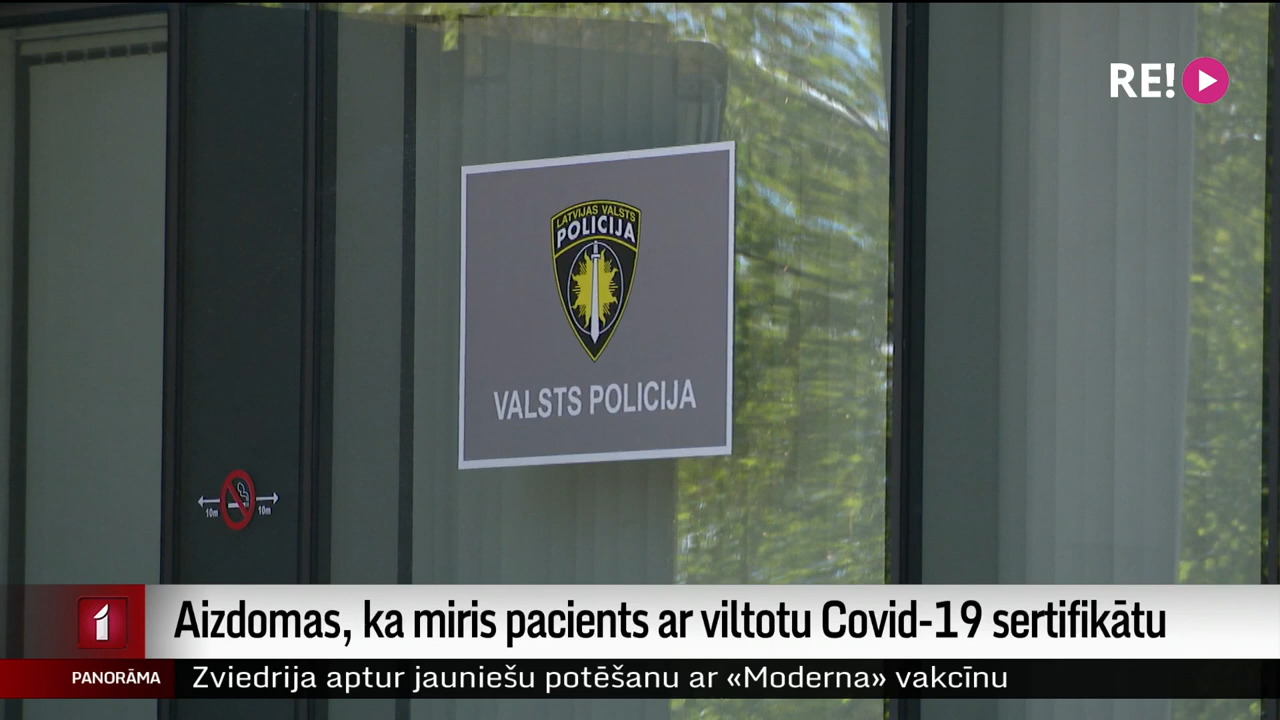 RE!
LATVIJAS VALSTS
POLICIJA
VALSTS POLICIJA
10m 10m
1
Aizdomas, ka miris pacients ar viltotu Covid-19 sertifikātu
PANORĀMA
Zviedrija aptur jauniešu potēšanu ar «Moderna» vakcīnu